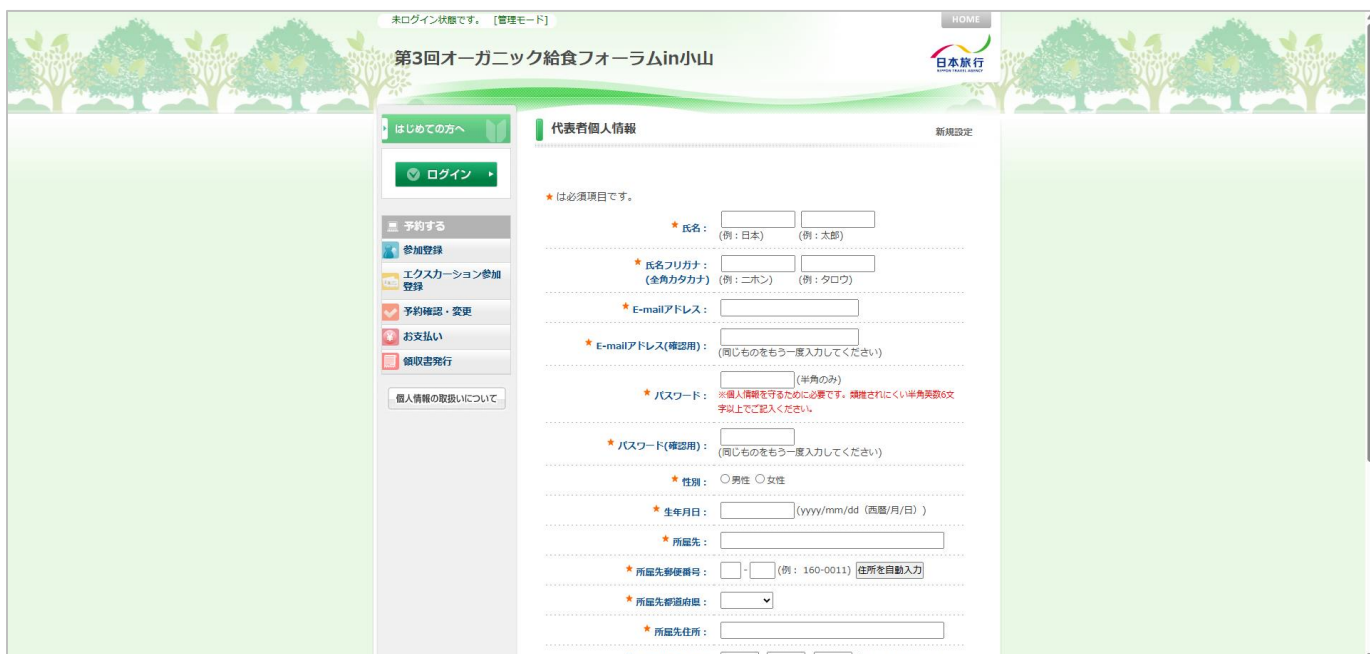 未ログイン状態です。 [管理モード]
HOME
第3回オーガニック給食フォーラムin小山
日本旅行
NIPPON TRAVEL AGENCY
はじめての方へ
ログイン
予約する
参加登録
エクスカーション参加
登録
予約確認・変更
お支払い
領収書発行
個人情報の取扱いについて
代表者個人情報
新規設定
★は必須項目です。
★ 氏名：
(例：日本) (例：太郎)
★ 氏名フリガナ：
(全角カタカナ) (例：ニホン) (例：タロウ)
★ E-mailアドレス：
★ E-mailアドレス(確認用)：
(同じものをもう一度入力してください)
★ パスワード： (半角のみ)
※個人情報を守るために必要です。類推されにくい半角英数6文
字以上でご記入ください。
★ パスワード(確認用)：
(同じものをもう一度入力してください)
★ 性別： 男性 女性
★ 生年月日： (yyyy/mm/dd（西暦/月/日）)
★ 所属先：
★ 所属先郵便番号： - (例： 160-0011) 住所を自動入力
★ 所属先都道府県：
★ 所属先住所：